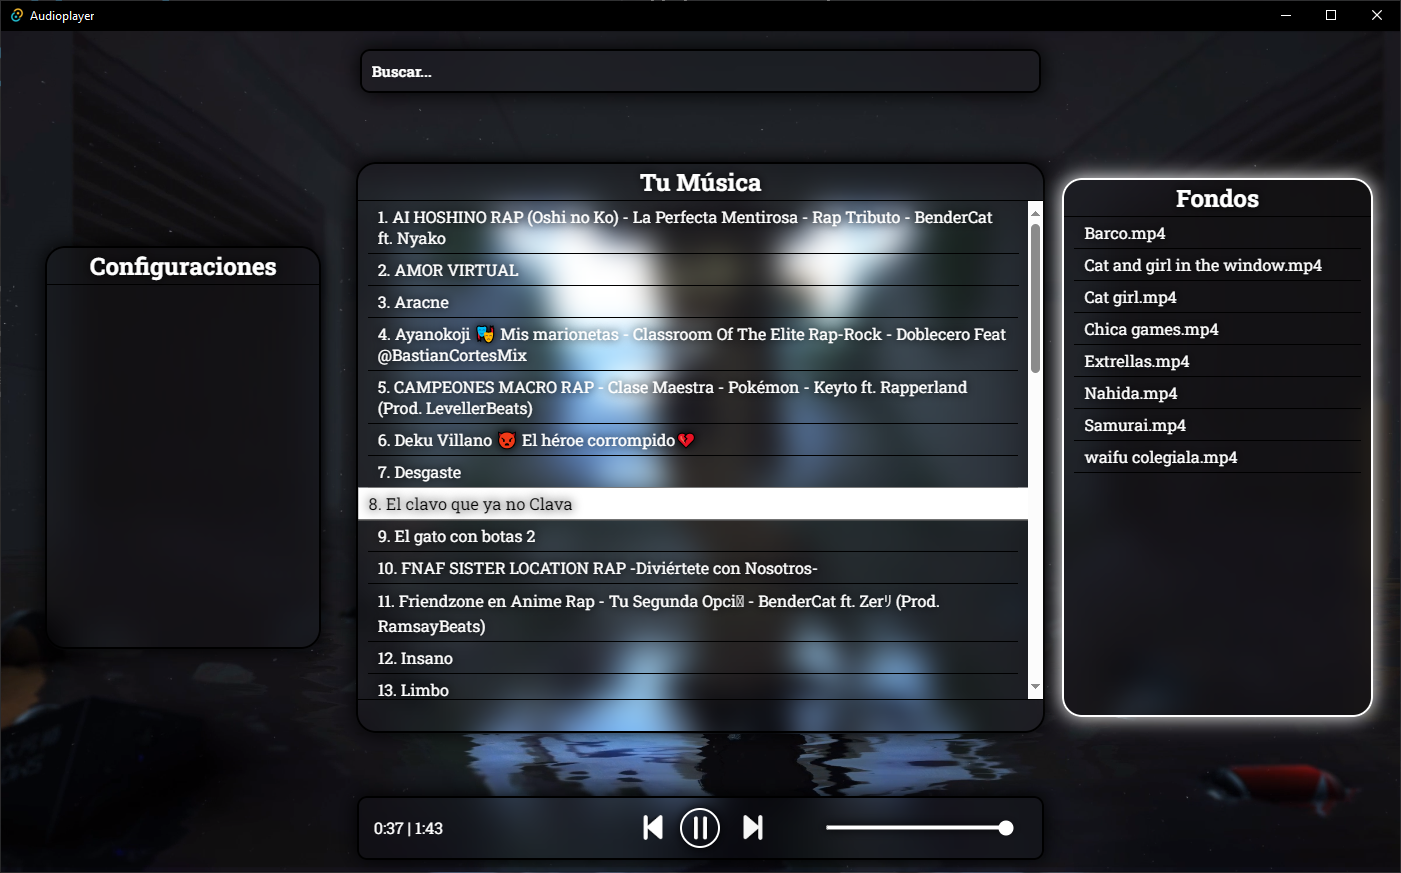 Audioplayer
Buscar...
Configuraciones
Tu Música
1. AI HOSHINO RAP (Oshi no Ko) - La Perfecta Mentirosa - Rap Tributo - BenderCat
ft. Nyako
2. AMOR VIRTUAL
3. Aracne
4. Ayanokoji 🎭 Mis marionetas - Classroom Of The Elite Rap-Rock - Doblecero Feat
@BastianCortesMix
5. CAMPEONES MACRO RAP - Clase Maestra - Pokémon - Keyto ft. Rapperland
(Prod. LevellerBeats)
6. Deku Villano 👿 El héroe corrompido💔
7. Desgaste
8. El clavo que ya no Clava
9. El gato con botas 2
10. FNAF SISTER LOCATION RAP -Diviértete con Nosotros-
11. Friendzone en Anime Rap - Tu Segunda Opci - BenderCat ft. Zerﾘ (Prod.
RamsayBeats)
12. Insano
13. Limbo
Fondos
Barco.mp4
Cat and girl in the window.mp4
Cat girl.mp4
Chica games.mp4
Extrellas.mp4
Nahida.mp4
Samurai.mp4
waifu colegiala.mp4
0:37 | 1:43